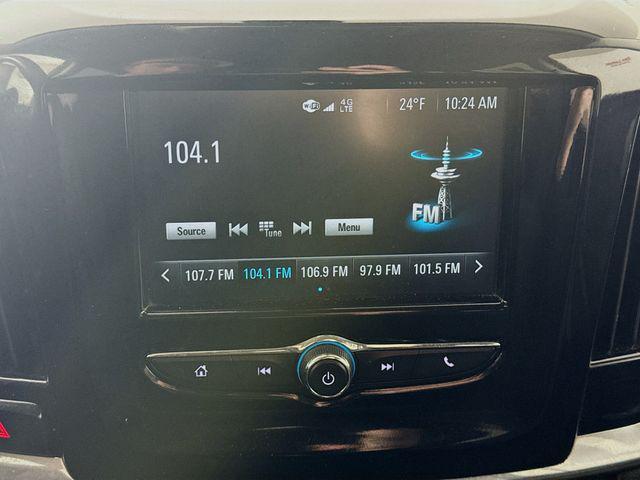 WiFi 4G LTE 24°F 10:24 AM
104.1
FM
Source Tune Menu
107.7 FM 104.1 FM 106.9 FM 97.9 FM 101.5 FM